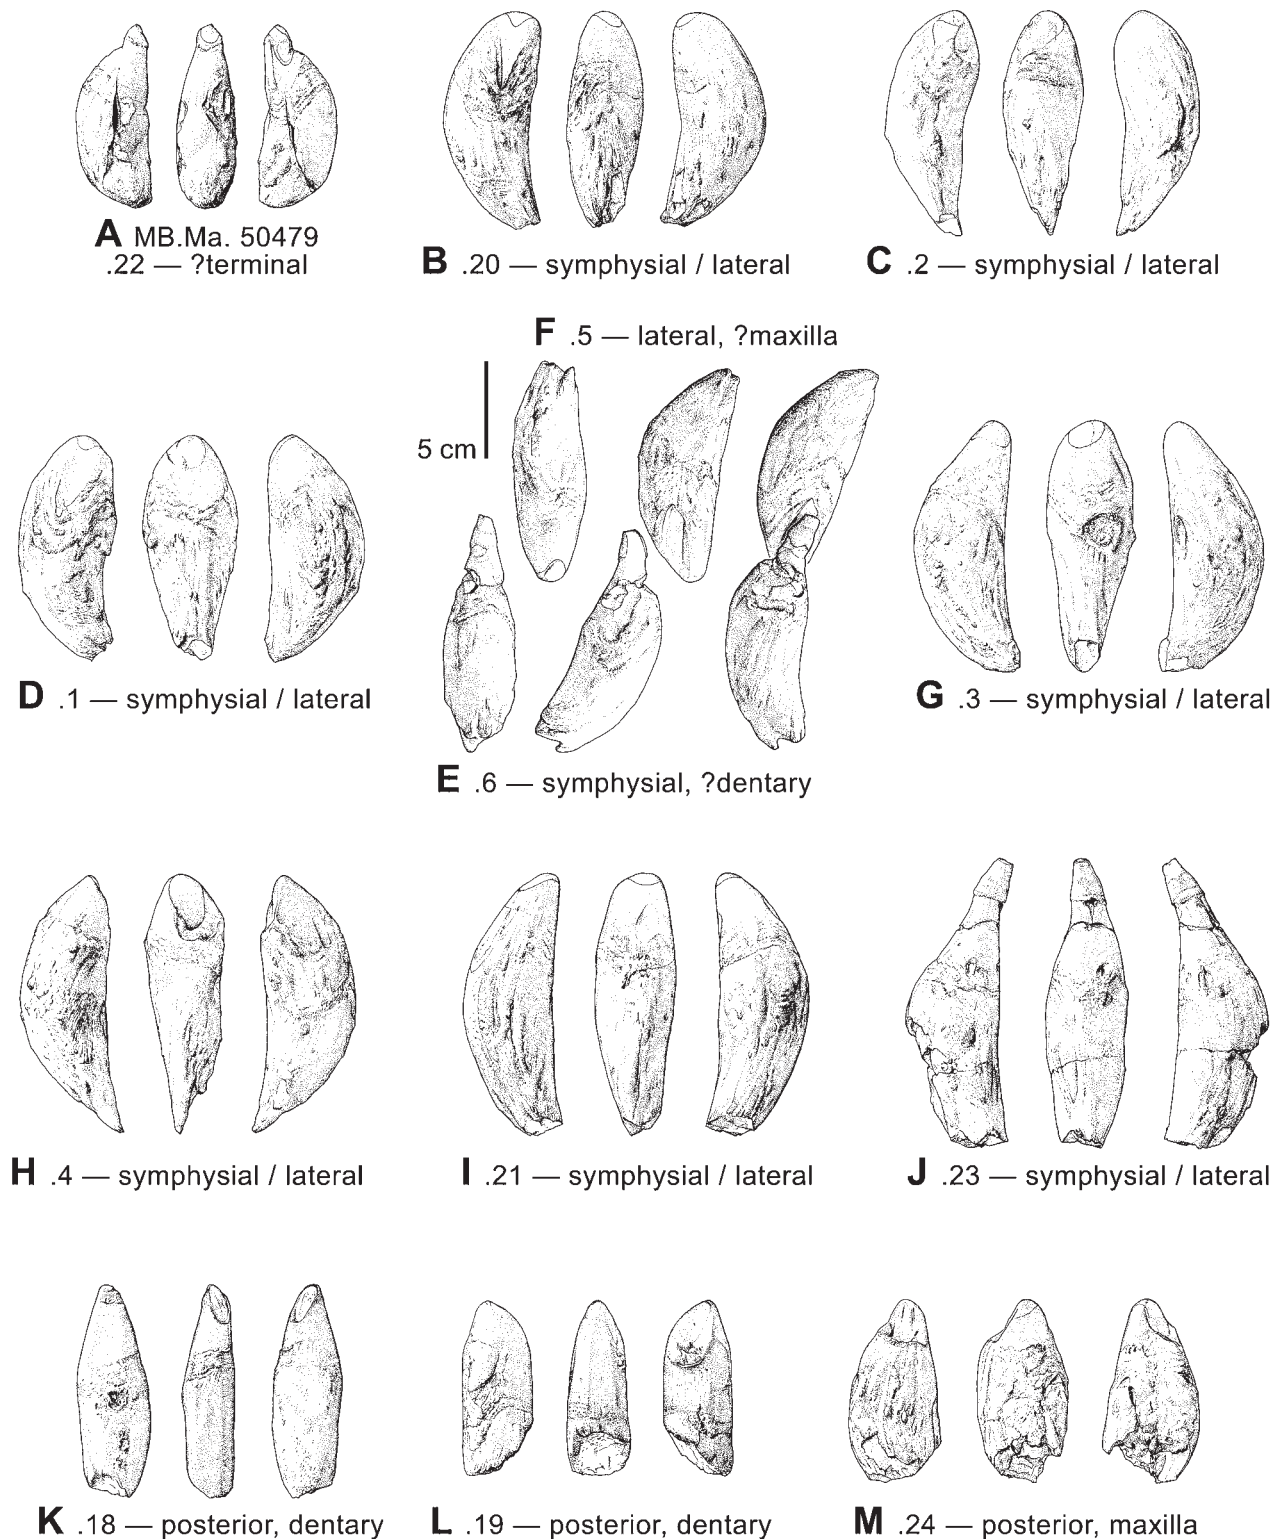 A MB.Ma. 50479
.22 — ?terminal
B .20 — symphysial / lateral
C .2 — symphysial / lateral
F .5 — lateral, ?maxilla
5 cm
D .1 — symphysial / lateral
G .3 — symphysial / lateral
E .6 — symphysial, ?dentary
H .4 — symphysial / lateral
I .21 — symphysial / lateral
J .23 — symphysial / lateral
K .18 — posterior, dentary
L .19 — posterior, dentary
M .24 — posterior, maxilla